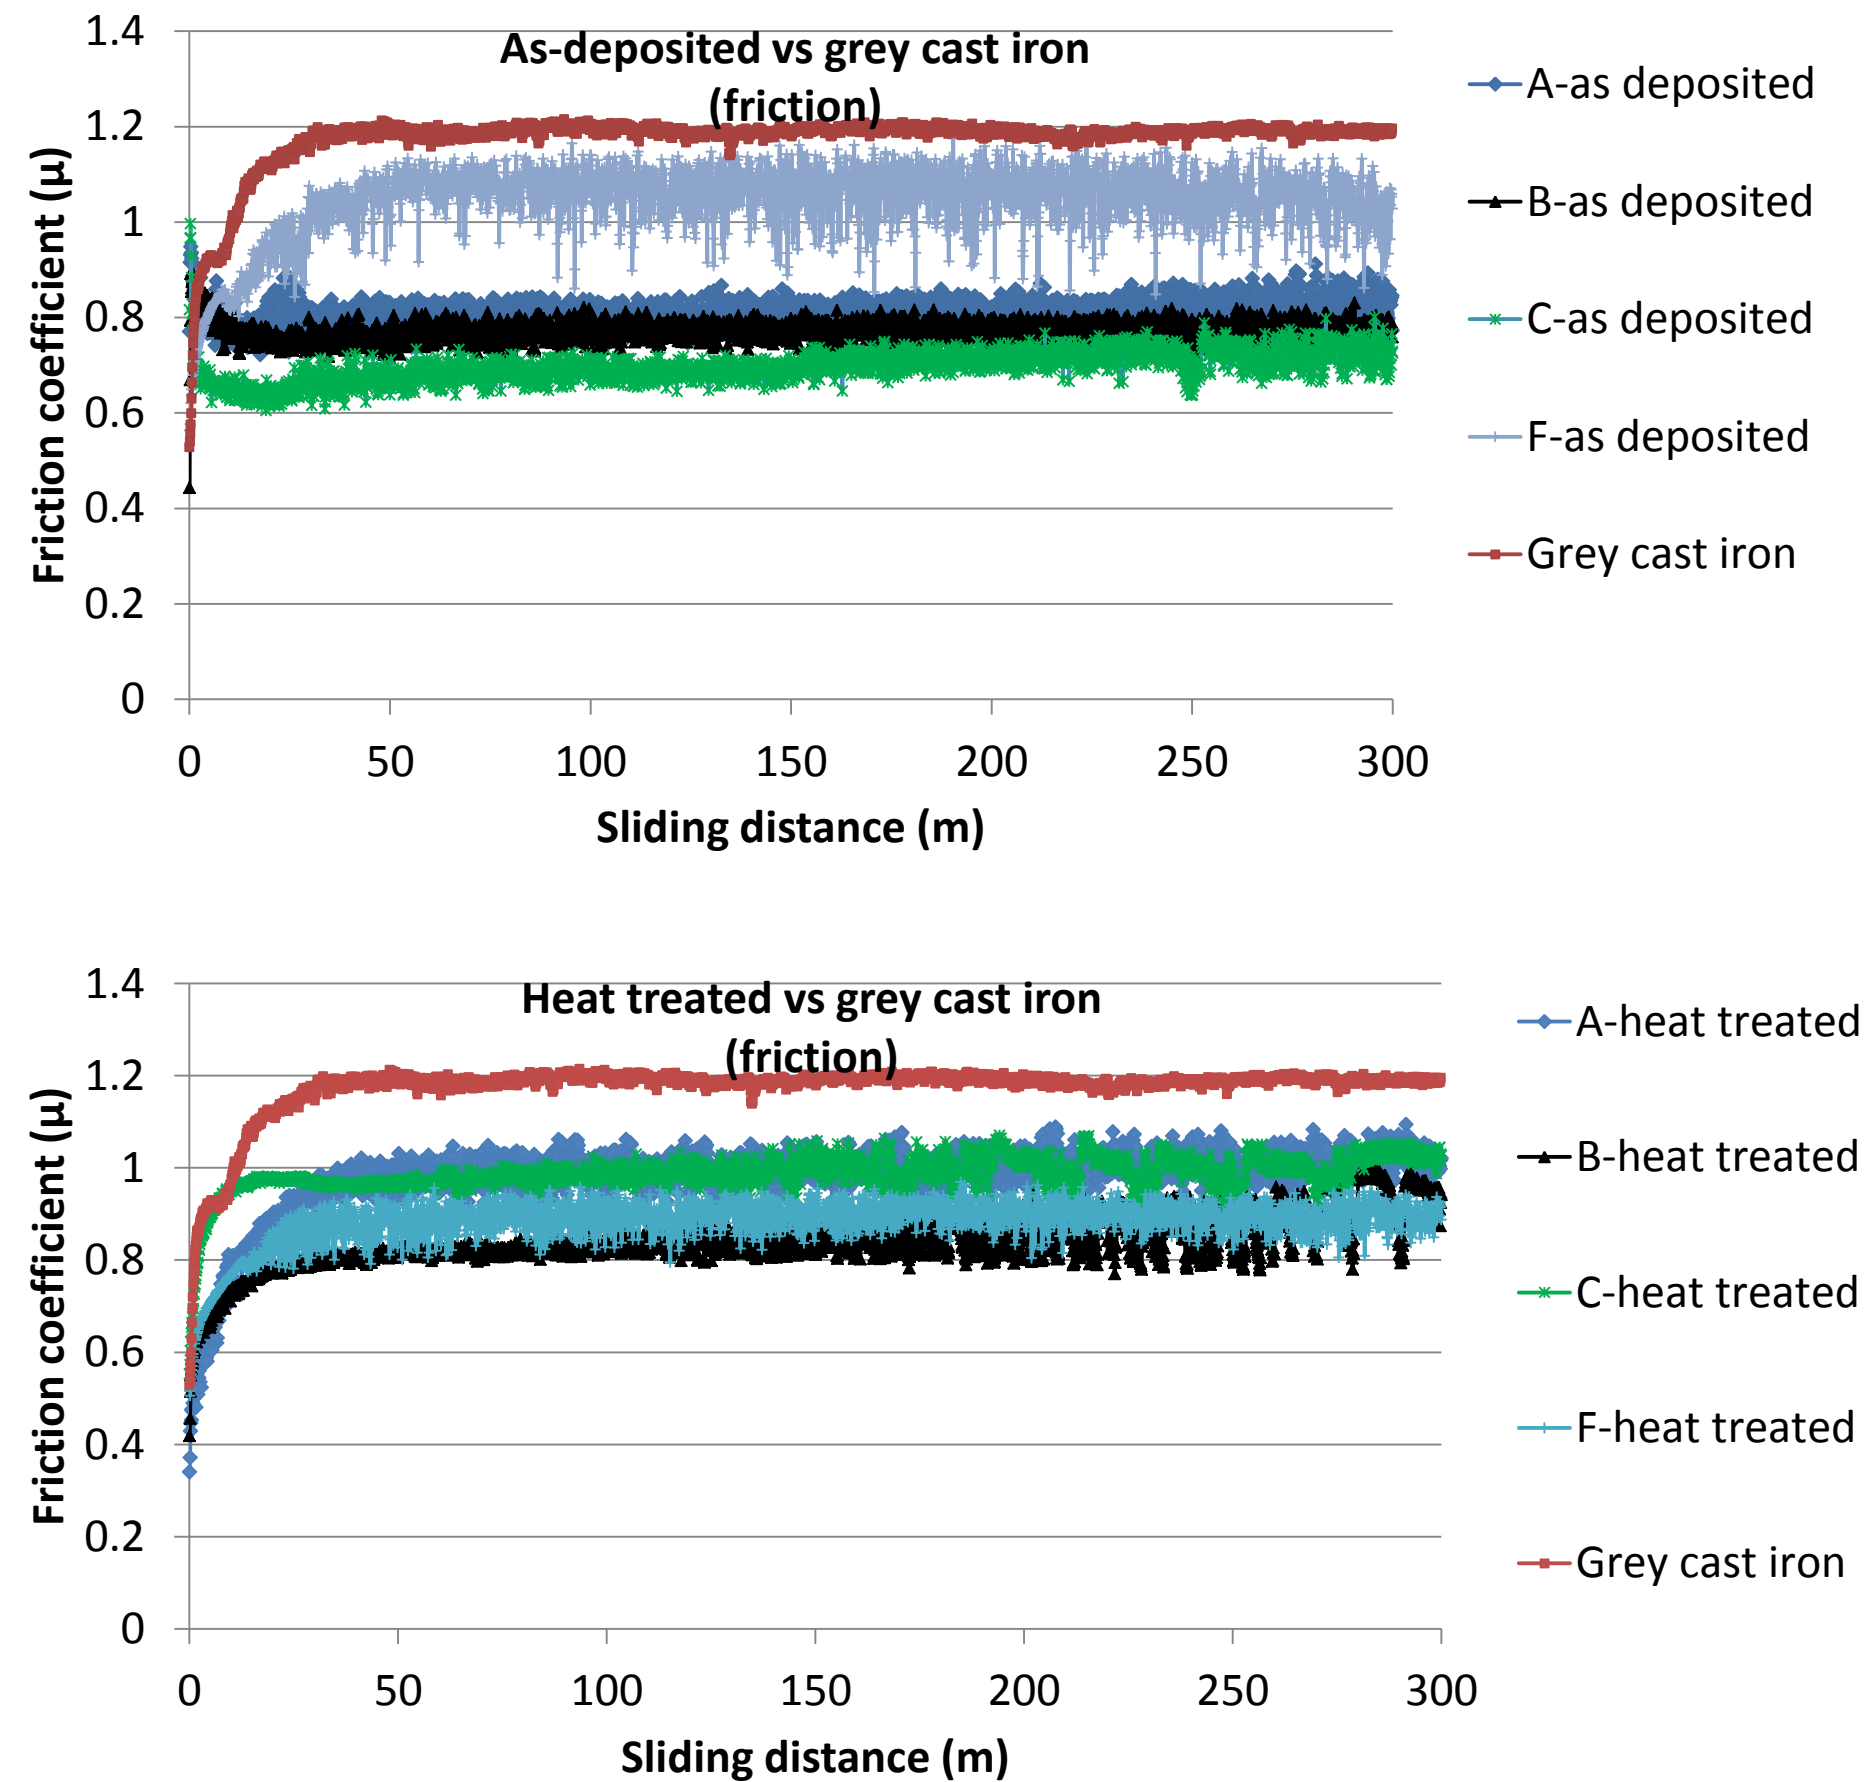 As-deposited vs grey cast iron
(friction)
Friction coefficient (μ)
1.4
1.2
1
0.8
0.6
0.4
0.2
0
0 50 100 150 200 250 300
Sliding distance (m)
A-as deposited
B-as deposited
C-as deposited
F-as deposited
Grey cast iron
Heat treated vs grey cast iron
(friction)
Friction coefficient (μ)
1.4
1.2
1
0.8
0.6
0.4
0.2
0
0 50 100 150 200 250 300
Sliding distance (m)
A-heat treated
B-heat treated
C-heat treated
F-heat treated
Grey cast iron